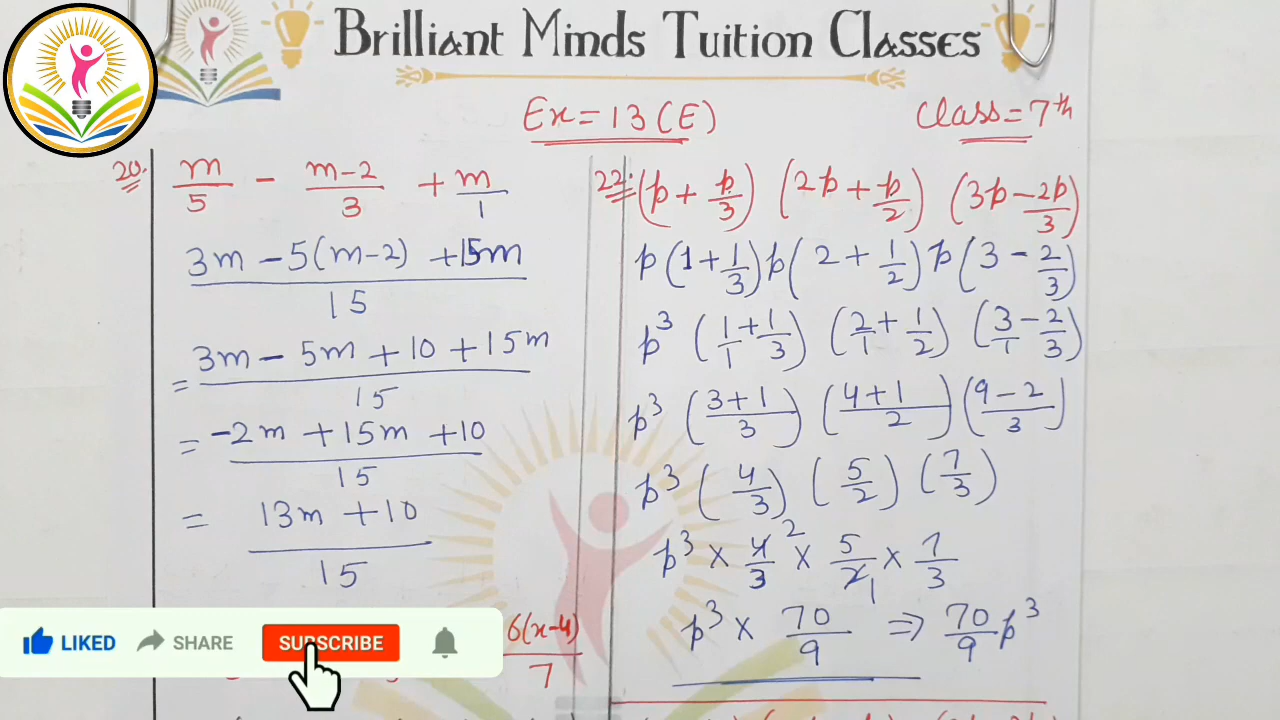 Brilliant Minds Tuition Classes
Ex = 13 (E)
Class = 7th
20. m/5 - (m-2)/3 + m/1
(3m - 5(m-2) + 15m)/15
= (3m - 5m + 10 + 15m)/15
= (-2m + 15m + 10)/15
= (13m + 10)/15
6(x-4)/7
22. (p + p/3) (2p + p/2) (3p - 2p/3)
p(1 + 1/3) p(2 + 1/2) p(3 - 2/3)
p³ (1/1 + 1/3) (2/1 + 1/2) (3/1 - 2/3)
p³ ((3+1)/3) ((4+1)/2) ((9-2)/3)
p³ (4/3) (5/2) (7/3)
p³ × 4/3 2 × 5/2 1 × 7/3
p³ × 70/9 ⇒ 70/9 p³
LIKED SHARE SUBSCRIBE